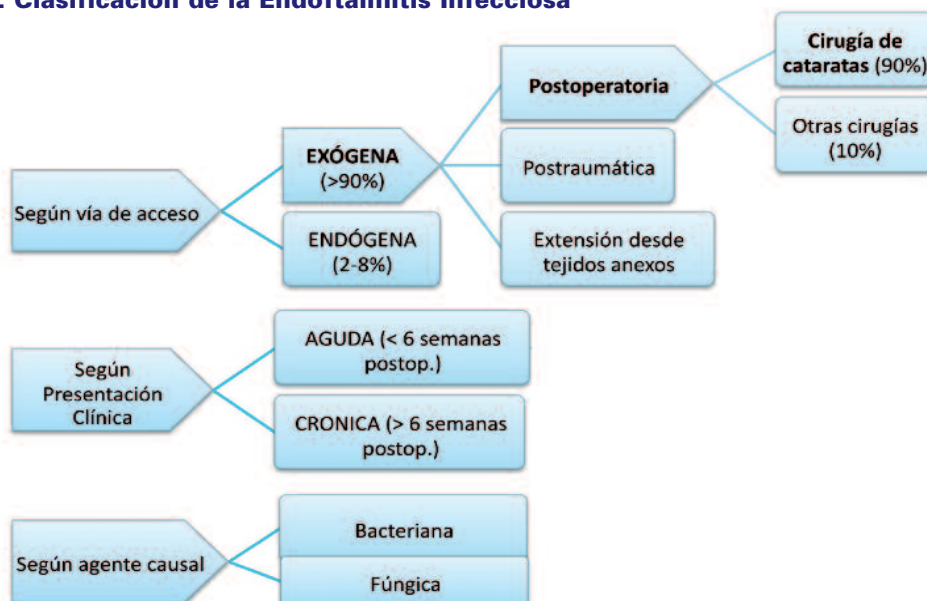 . Clasificación de la Endoftalmitis Infecciosa
Según vía de acceso
EXÓGENA
(>90%)
ENDÓGENA
(2-8%)
Postoperatoria
Postraumática
Extensión desde
tejidos anexos
Cirugía de
cataratas (90%)
Otras cirugías
(10%)
Según
Presentación
Clínica
AGUDA (< 6 semanas
postop.)
CRONICA (> 6 semanas
postop.)
Según agente causal
Bacteriana
Fúngica